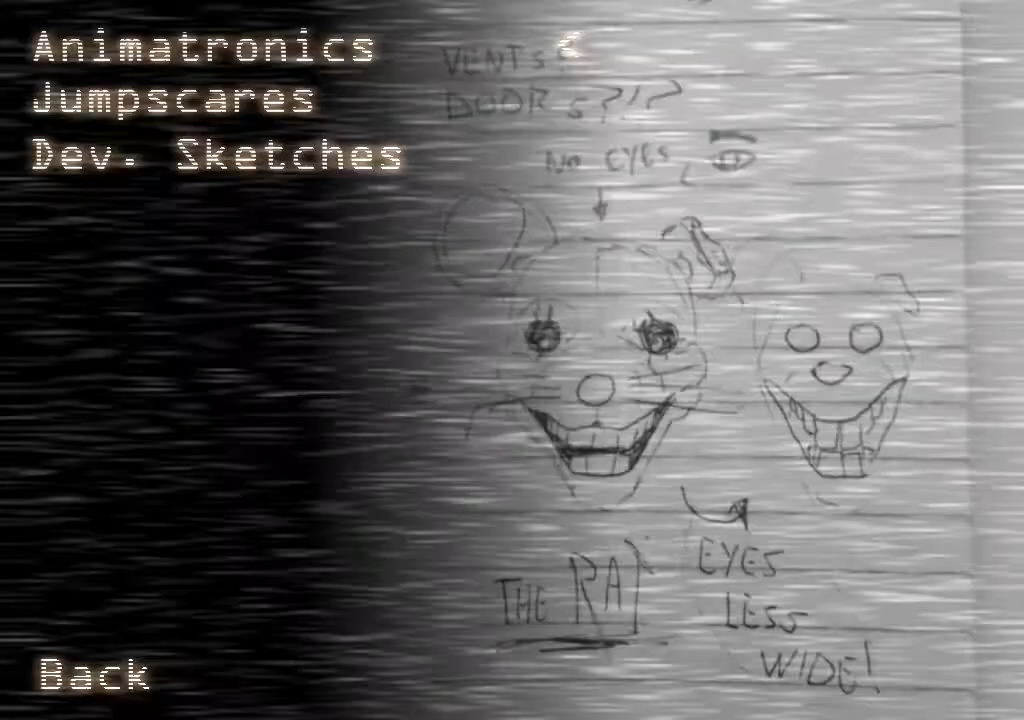 Animatronics
Jumpscares
Dev. Sketches
VENTS?
DOORS?!?
NO EYES
THE RAT
EYES
LESS
WIDE!
Back